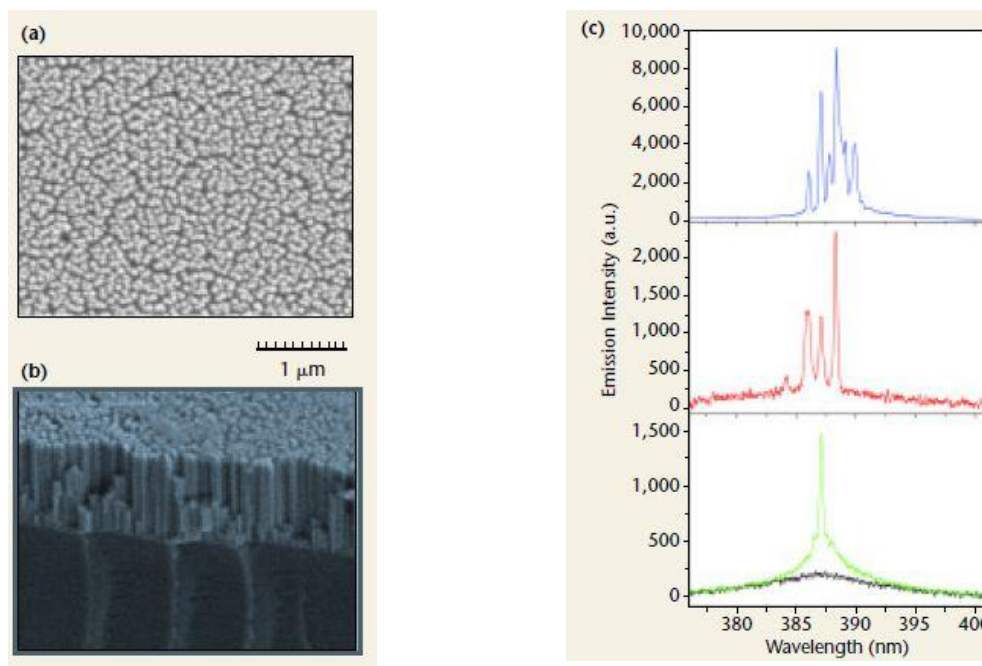 (a)
1 μm
(b)
(c)
Emission Intensity (a.u.)
10,000
8,000
6,000
4,000
2,000
0
2,000
1,500
1,000
500
0
1,500
1,000
500
0
380 385 390 395 400
Wavelength (nm)